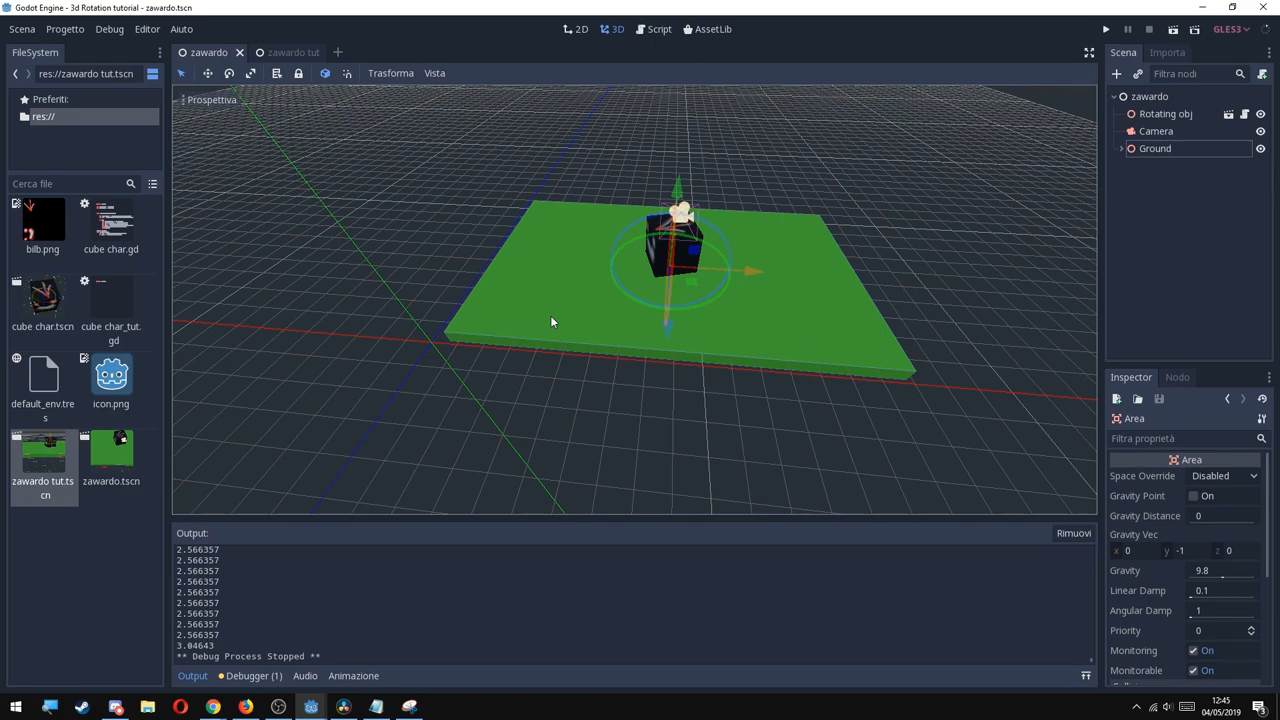 Godot Engine - 3d Rotation tutorial - zawardo.tscn
Scena Progetto Debug Editor Aiuto
2D 3D Script AssetLib
GLES3
FileSystem
zawardo zawardo tut
Scena Importa
res://zawardo tut.tscn
Trasforma Vista
Filtra nodi
Preferiti:
res://
Prospettiva
zawardo
Rotating obj
Camera
Ground
Cerca file
bilb.png cube char.gd
cube char.tscn cube char_tut.
gd
default_env.tre
s
icon.png
zawardo tut.ts
cn
zawardo.tscn
Inspector Nodo
Area
Filtra proprietà
Area
Space Override Disabled
Gravity Point On
Gravity Distance 0
Gravity Vec
x 0 y -1 z 0
Gravity 9.8
Linear Damp 0.1
Angular Damp 1
Priority 0
Monitoring On
Monitorable On
Output: Rimuovi
2.566357
2.566357
2.566357
2.566357
2.566357
2.566357
2.566357
2.566357
2.566357
3.04643
** Debug Process Stopped **
Output Debugger (1) Audio Animazione
12:45
04/05/2019
3